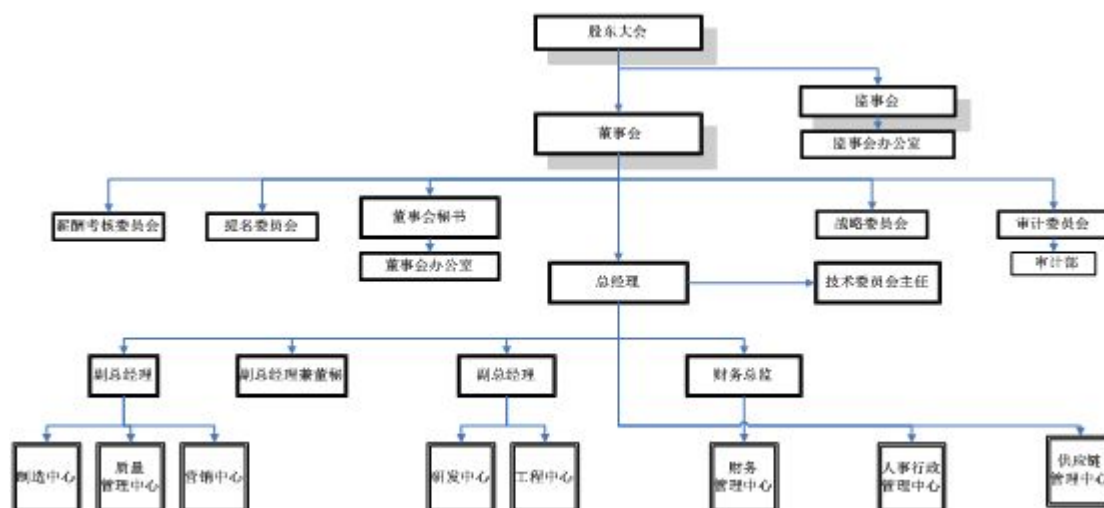 股东大会
监事会
董事会
监事会办公室
薪酬考核委员会
提名委员会
董事会秘书
战略委员会
审计委员会
董事会办公室
审计部
总经理
技术委员会主任
副总经理
副总经理兼董秘
副总经理
财务总监
制造中心
质量
管理中心
营销中心
研发中心
工程中心
财务
管理中心
人事行政
管理中心
供应链
管理中心